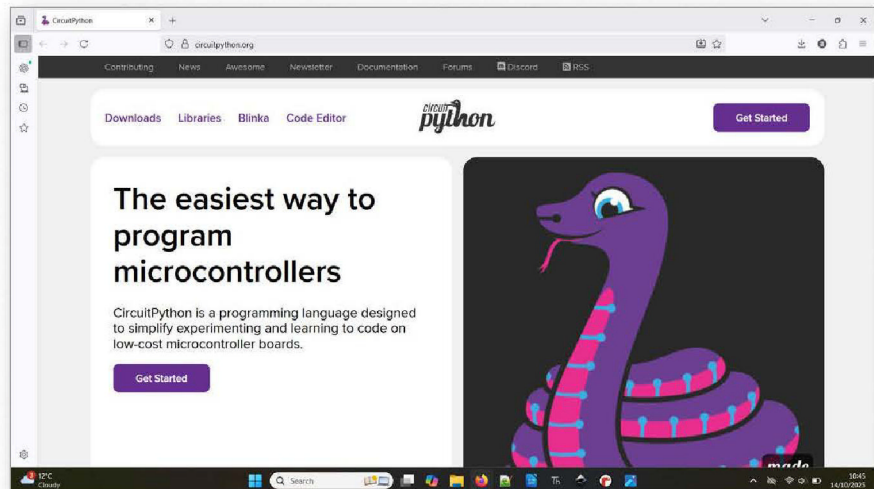 CircuitPython
circuitpython.org
Contributing News Awesome Newsletter Documentation Forums Discord RSS
Downloads Libraries Blinka Code Editor
circuit
python
Get Started
The easiest way to
program
microcontrollers
CircuitPython is a programming language designed
to simplify experimenting and learning to code on
low-cost microcontroller boards.
Get Started
made
12°C
Cloudy
Search
10:45
14/10/2025